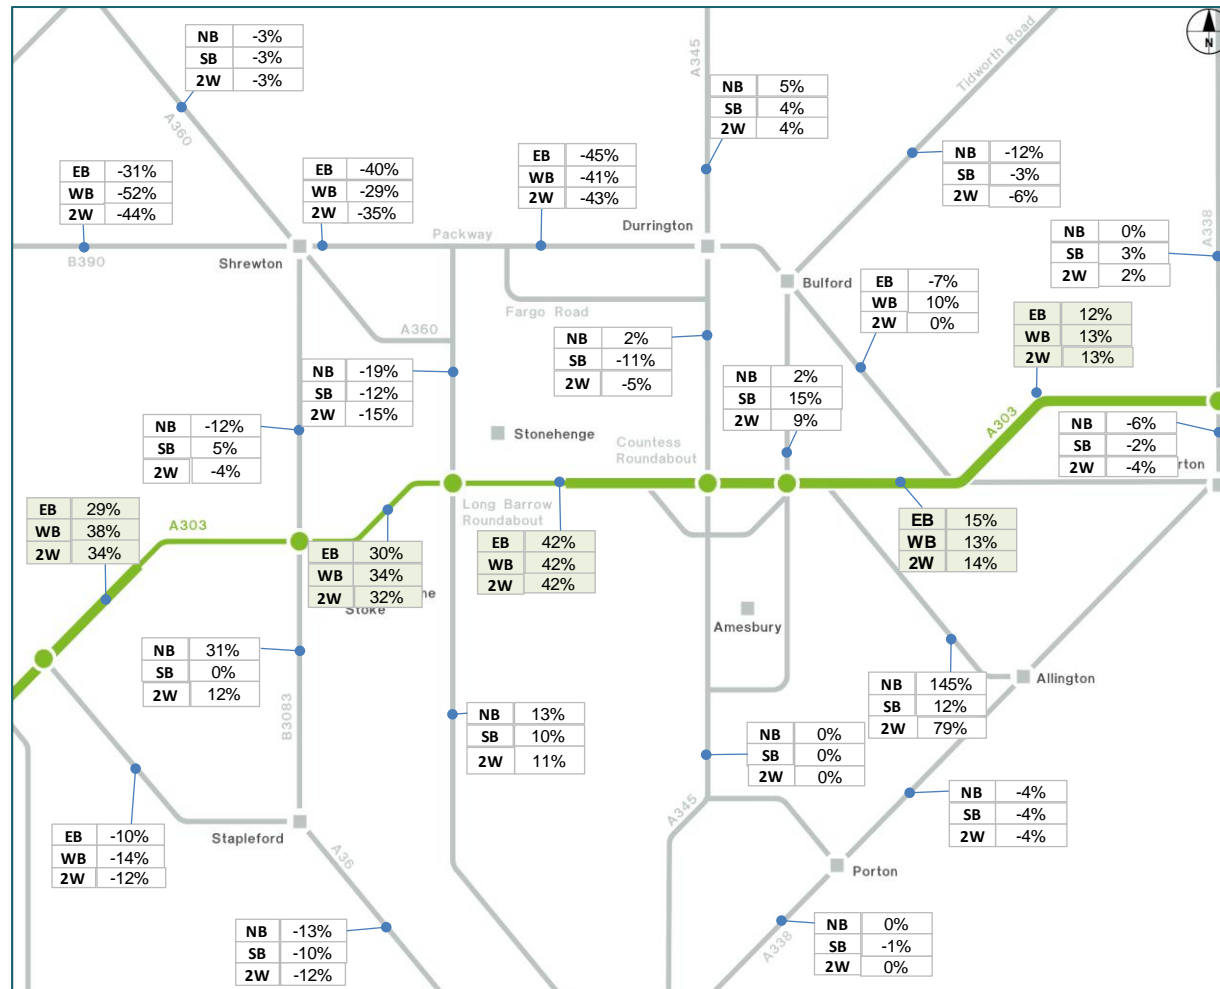 NB -3%
SB -3%
2W -3%
A360
A345
NB 5%
SB 4%
2W 4%
Tidworth Road
N
NB -12%
SB -3%
2W -6%
EB -31%
WB -52%
2W -44%
EB -40%
WB -29%
2W -35%
EB -45%
WB -41%
2W -43%
A338
NB 0%
SB 3%
2W 2%
B390
Shrewton
Packway
Durrington
Bulford
Fargo Road
A360
EB -7%
WB 10%
2W 0%
EB 12%
WB 13%
2W 13%
NB 2%
SB -11%
2W -5%
NB -19%
SB -12%
2W -15%
NB 2%
SB 15%
2W 9%
NB -12%
SB 5%
2W -4%
Stonehenge
Countess
Roundabout
A303
NB -6%
SB -2%
2W -4%
rton
EB 29%
WB 38%
2W 34%
A303
Long Barrow
Roundabout
EB 30%
WB 34%
2W 32%
me
Stoke
EB 42%
WB 42%
2W 42%
EB 15%
WB 13%
2W 14%
Amesbury
NB 31%
SB 0%
2W 12%
B3083
NB 145%
SB 12%
2W 79%
Allington
NB 13%
SB 10%
2W 11%
NB 0%
SB 0%
2W 0%
NB -4%
SB -4%
2W -4%
EB -10%
WB -14%
2W -12%
Stapleford
A36
A345
Porton
NB -13%
SB -10%
2W -12%
A338
NB 0%
SB -1%
2W 0%